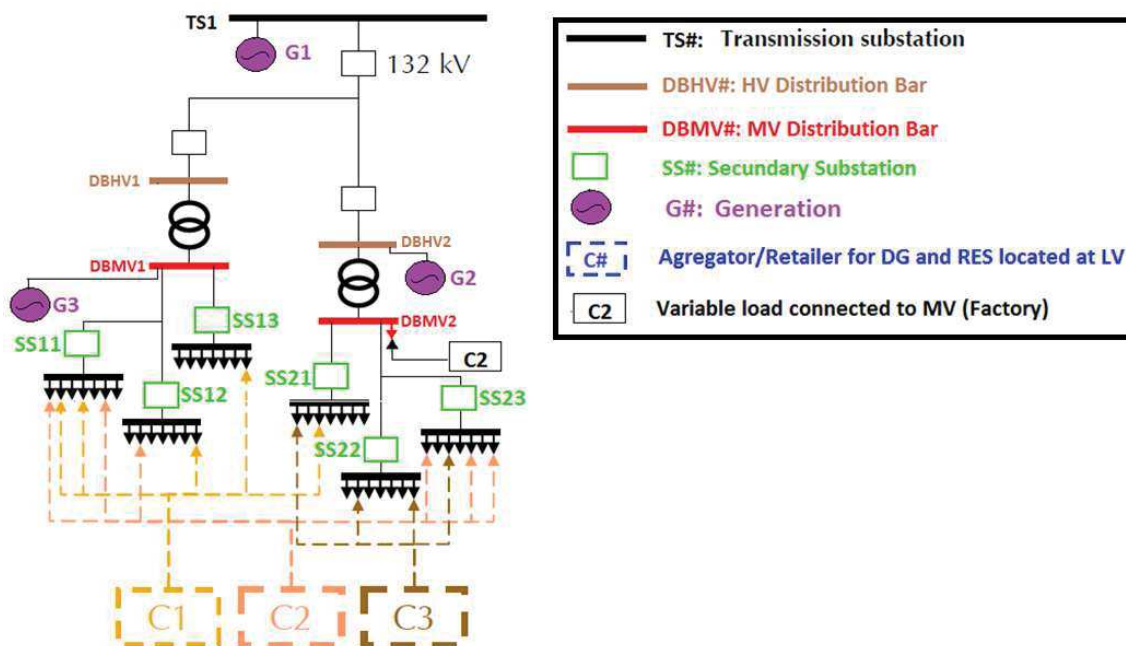 TS1
G1
132 kV
DBHV1
DBHV2
G2
DBMV1
G3
DBMV2
SS13
SS11
C2
SS21
SS12
SS23
SS22
C1
C2
C3
TS#: Transmission substation
DBHV#: HV Distribution Bar
DBMV#: MV Distribution Bar
SS#: Secundary Substation
G#: Generation
C# Agregator/Retailer for DG and RES located at LV
C2 Variable load connected to MV (Factory)